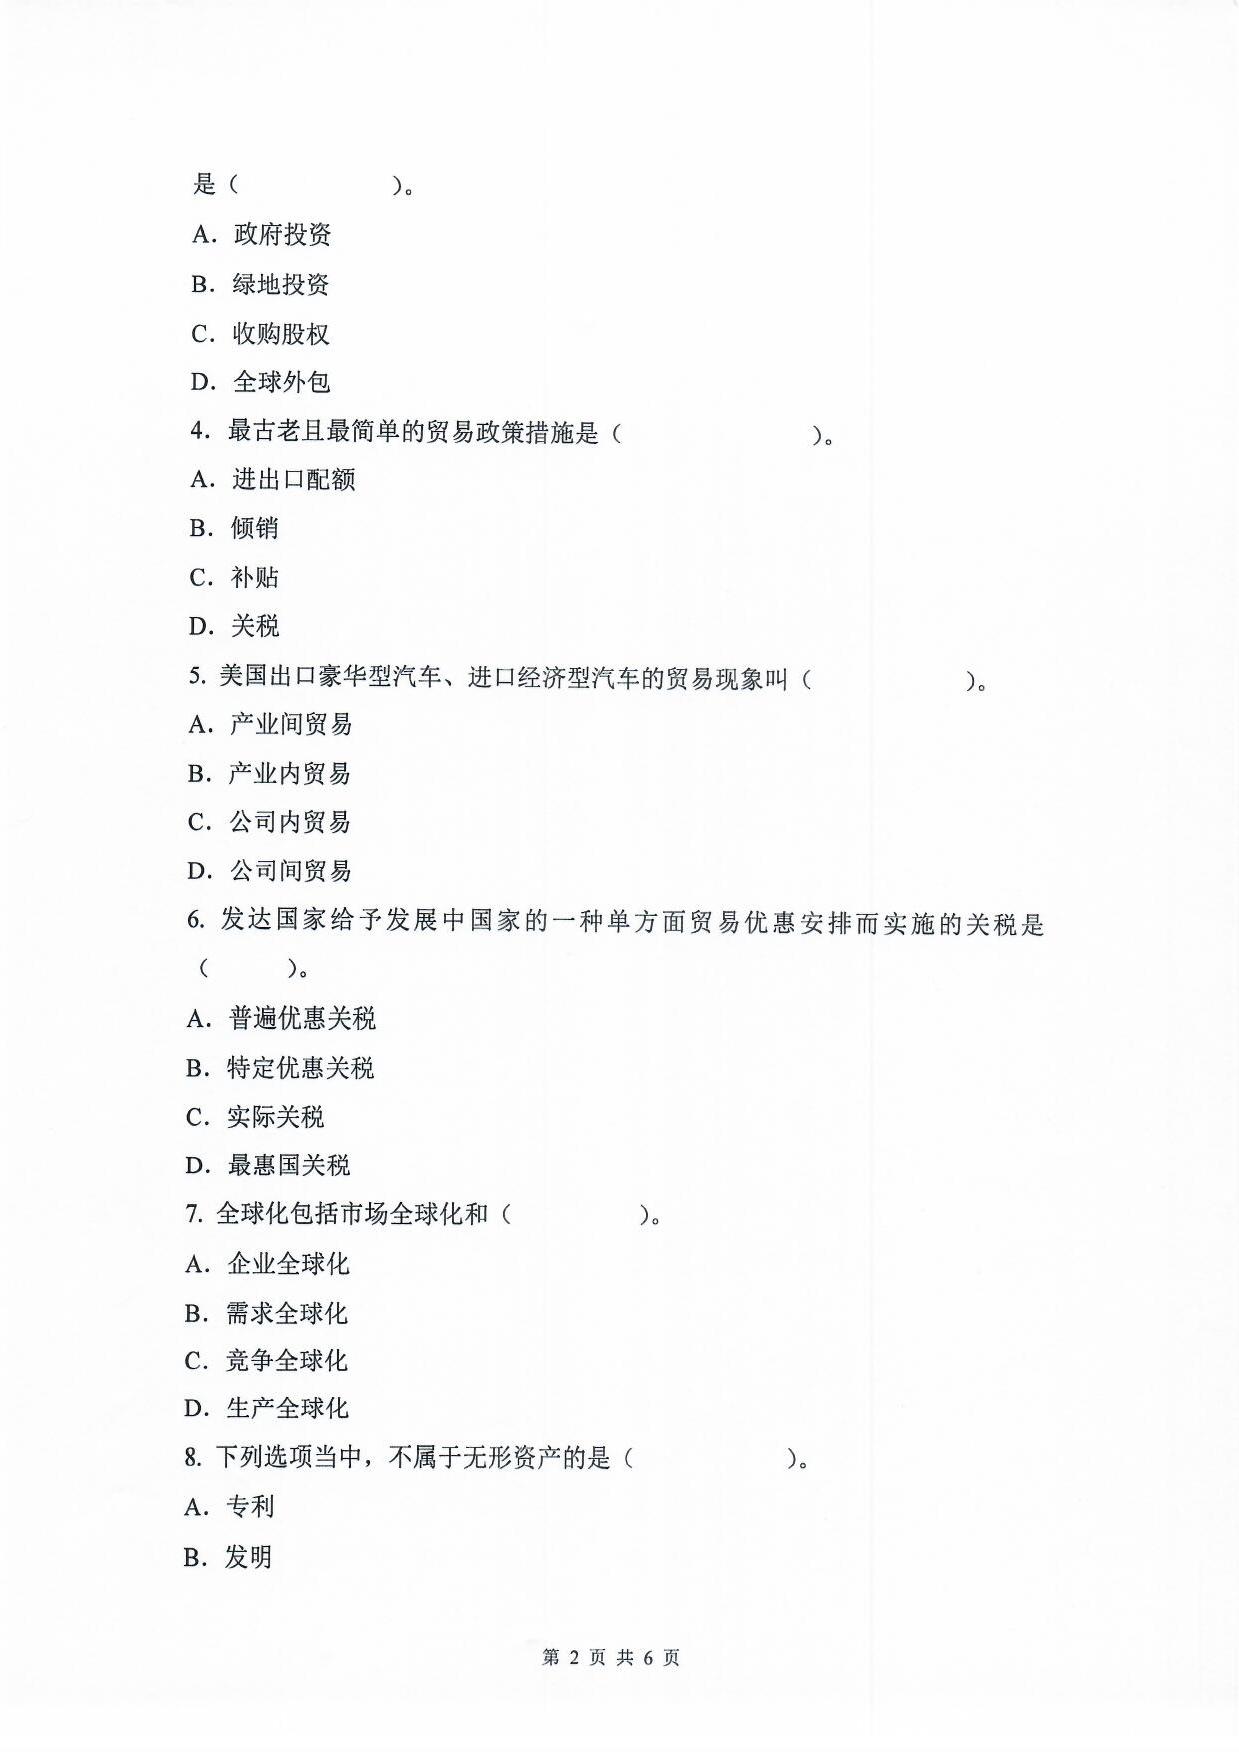 是（ ）。
A. 政府投资
B. 绿地投资
C. 收购股权
D. 全球外包
4. 最古老且最简单的贸易政策措施是（ ）。
A. 进出口配额
B. 倾销
C. 补贴
D. 关税
5. 美国出口豪华型汽车、进口经济型汽车的贸易现象叫（ ）。
A. 产业间贸易
B. 产业内贸易
C. 公司内贸易
D. 公司间贸易
6. 发达国家给予发展中国家的一种单方面贸易优惠安排而实施的关税是
（ ）。
A. 普遍优惠关税
B. 特定优惠关税
C. 实际关税
D. 最惠国关税
7. 全球化包括市场全球化和（ ）。
A. 企业全球化
B. 需求全球化
C. 竞争全球化
D. 生产全球化
8. 下列选项当中，不属于无形资产的是（ ）。
A. 专利
B. 发明
第 2 页 共 6 页